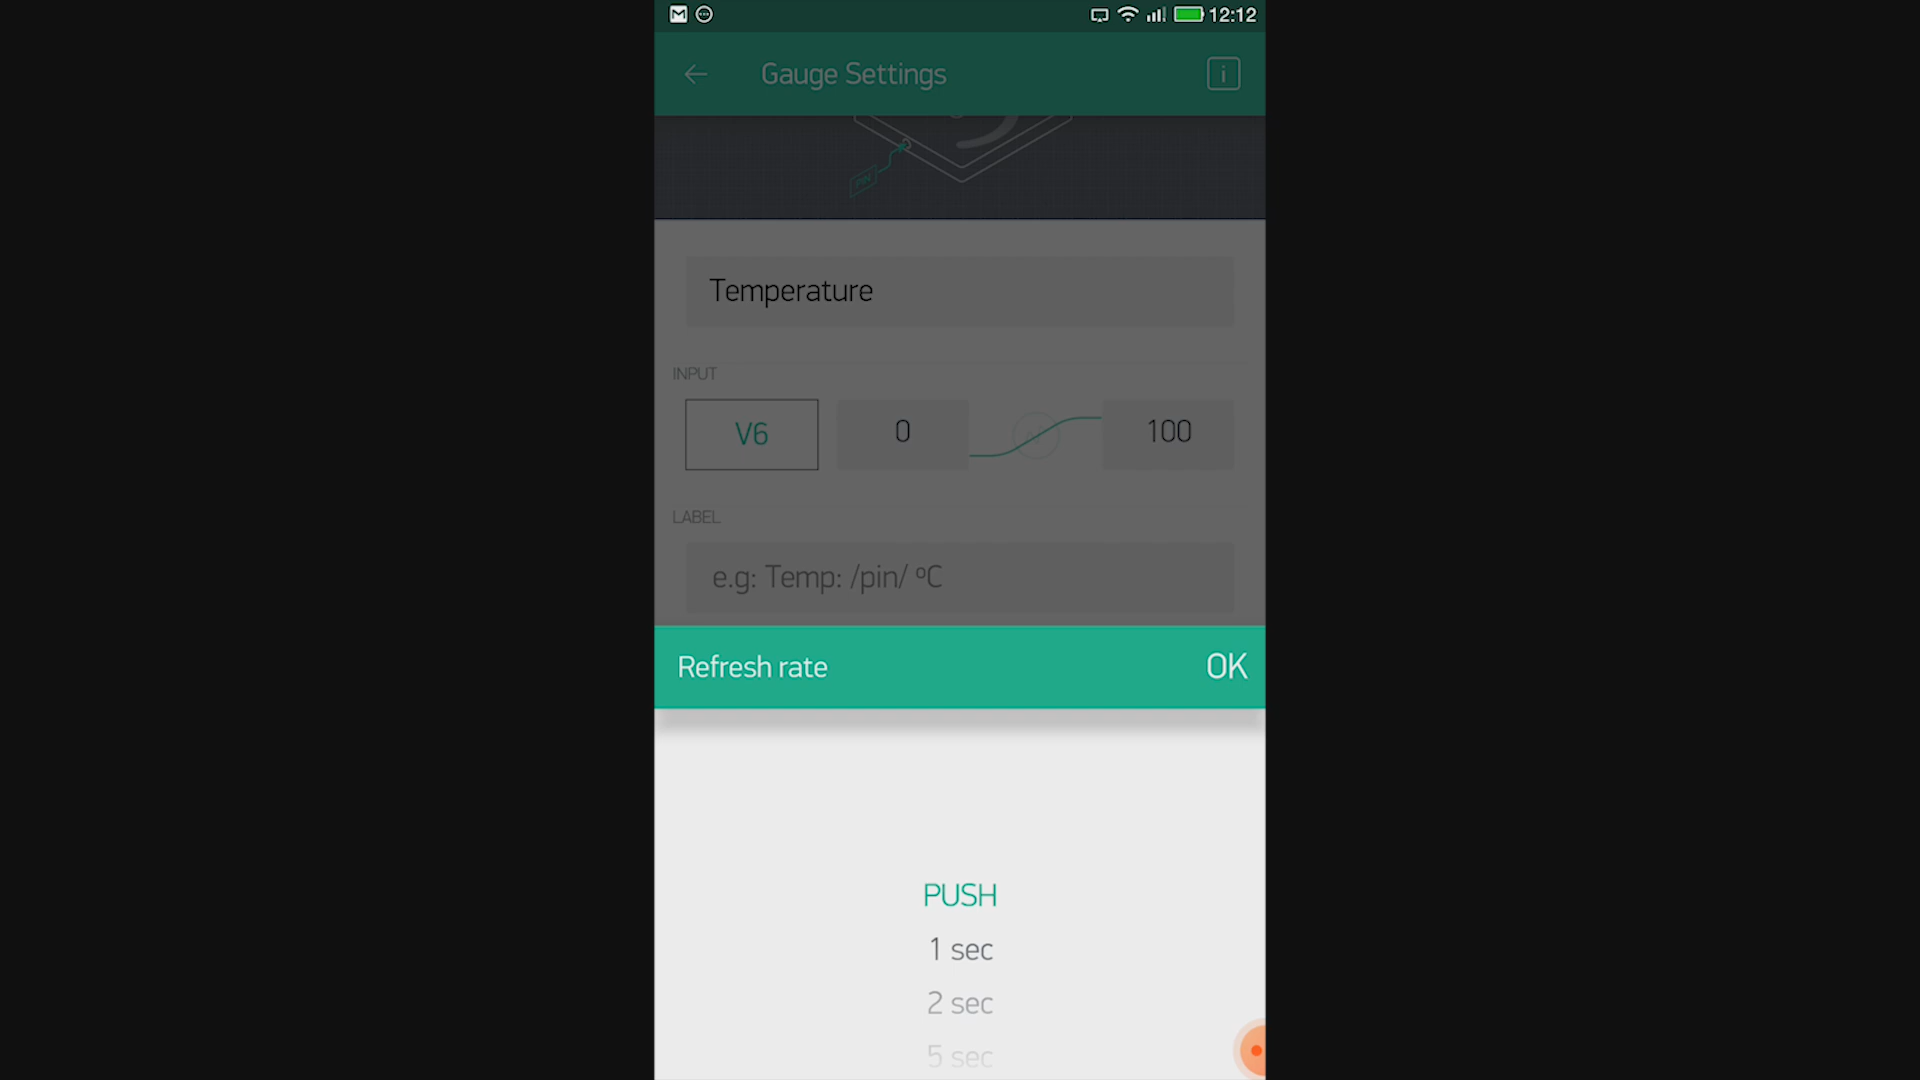 12:12
Gauge Settings
PIN
Temperature
INPUT
V6
0
100
LABEL
e.g: Temp: /pin/ ºC
Refresh rate
OK
PUSH
1 sec
2 sec
5 sec